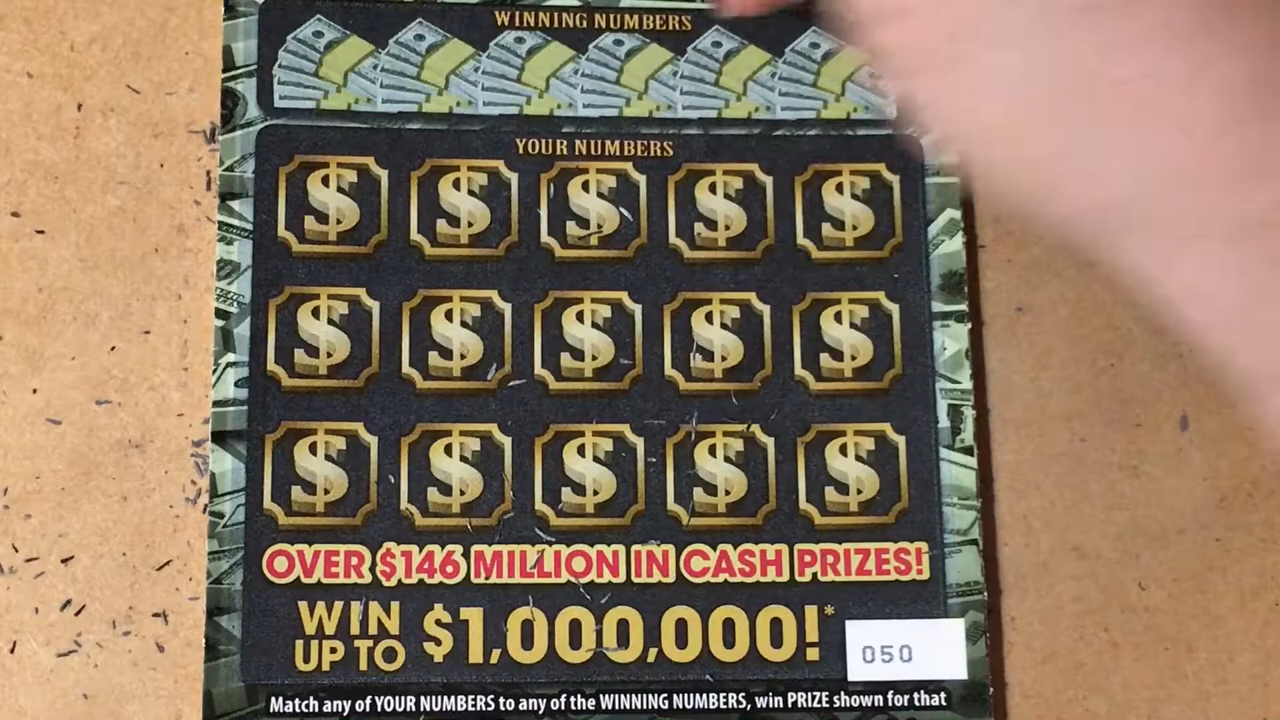 WINNING NUMBERS
YOUR NUMBERS
$ $ $ $ $
$ $ $ $ $
$ $ $ $ $
OVER $146 MILLION IN CASH PRIZES!
WIN
UP TO $1,000,000!*
050
Match any of YOUR NUMBERS to any of the WINNING NUMBERS, win PRIZE shown for that